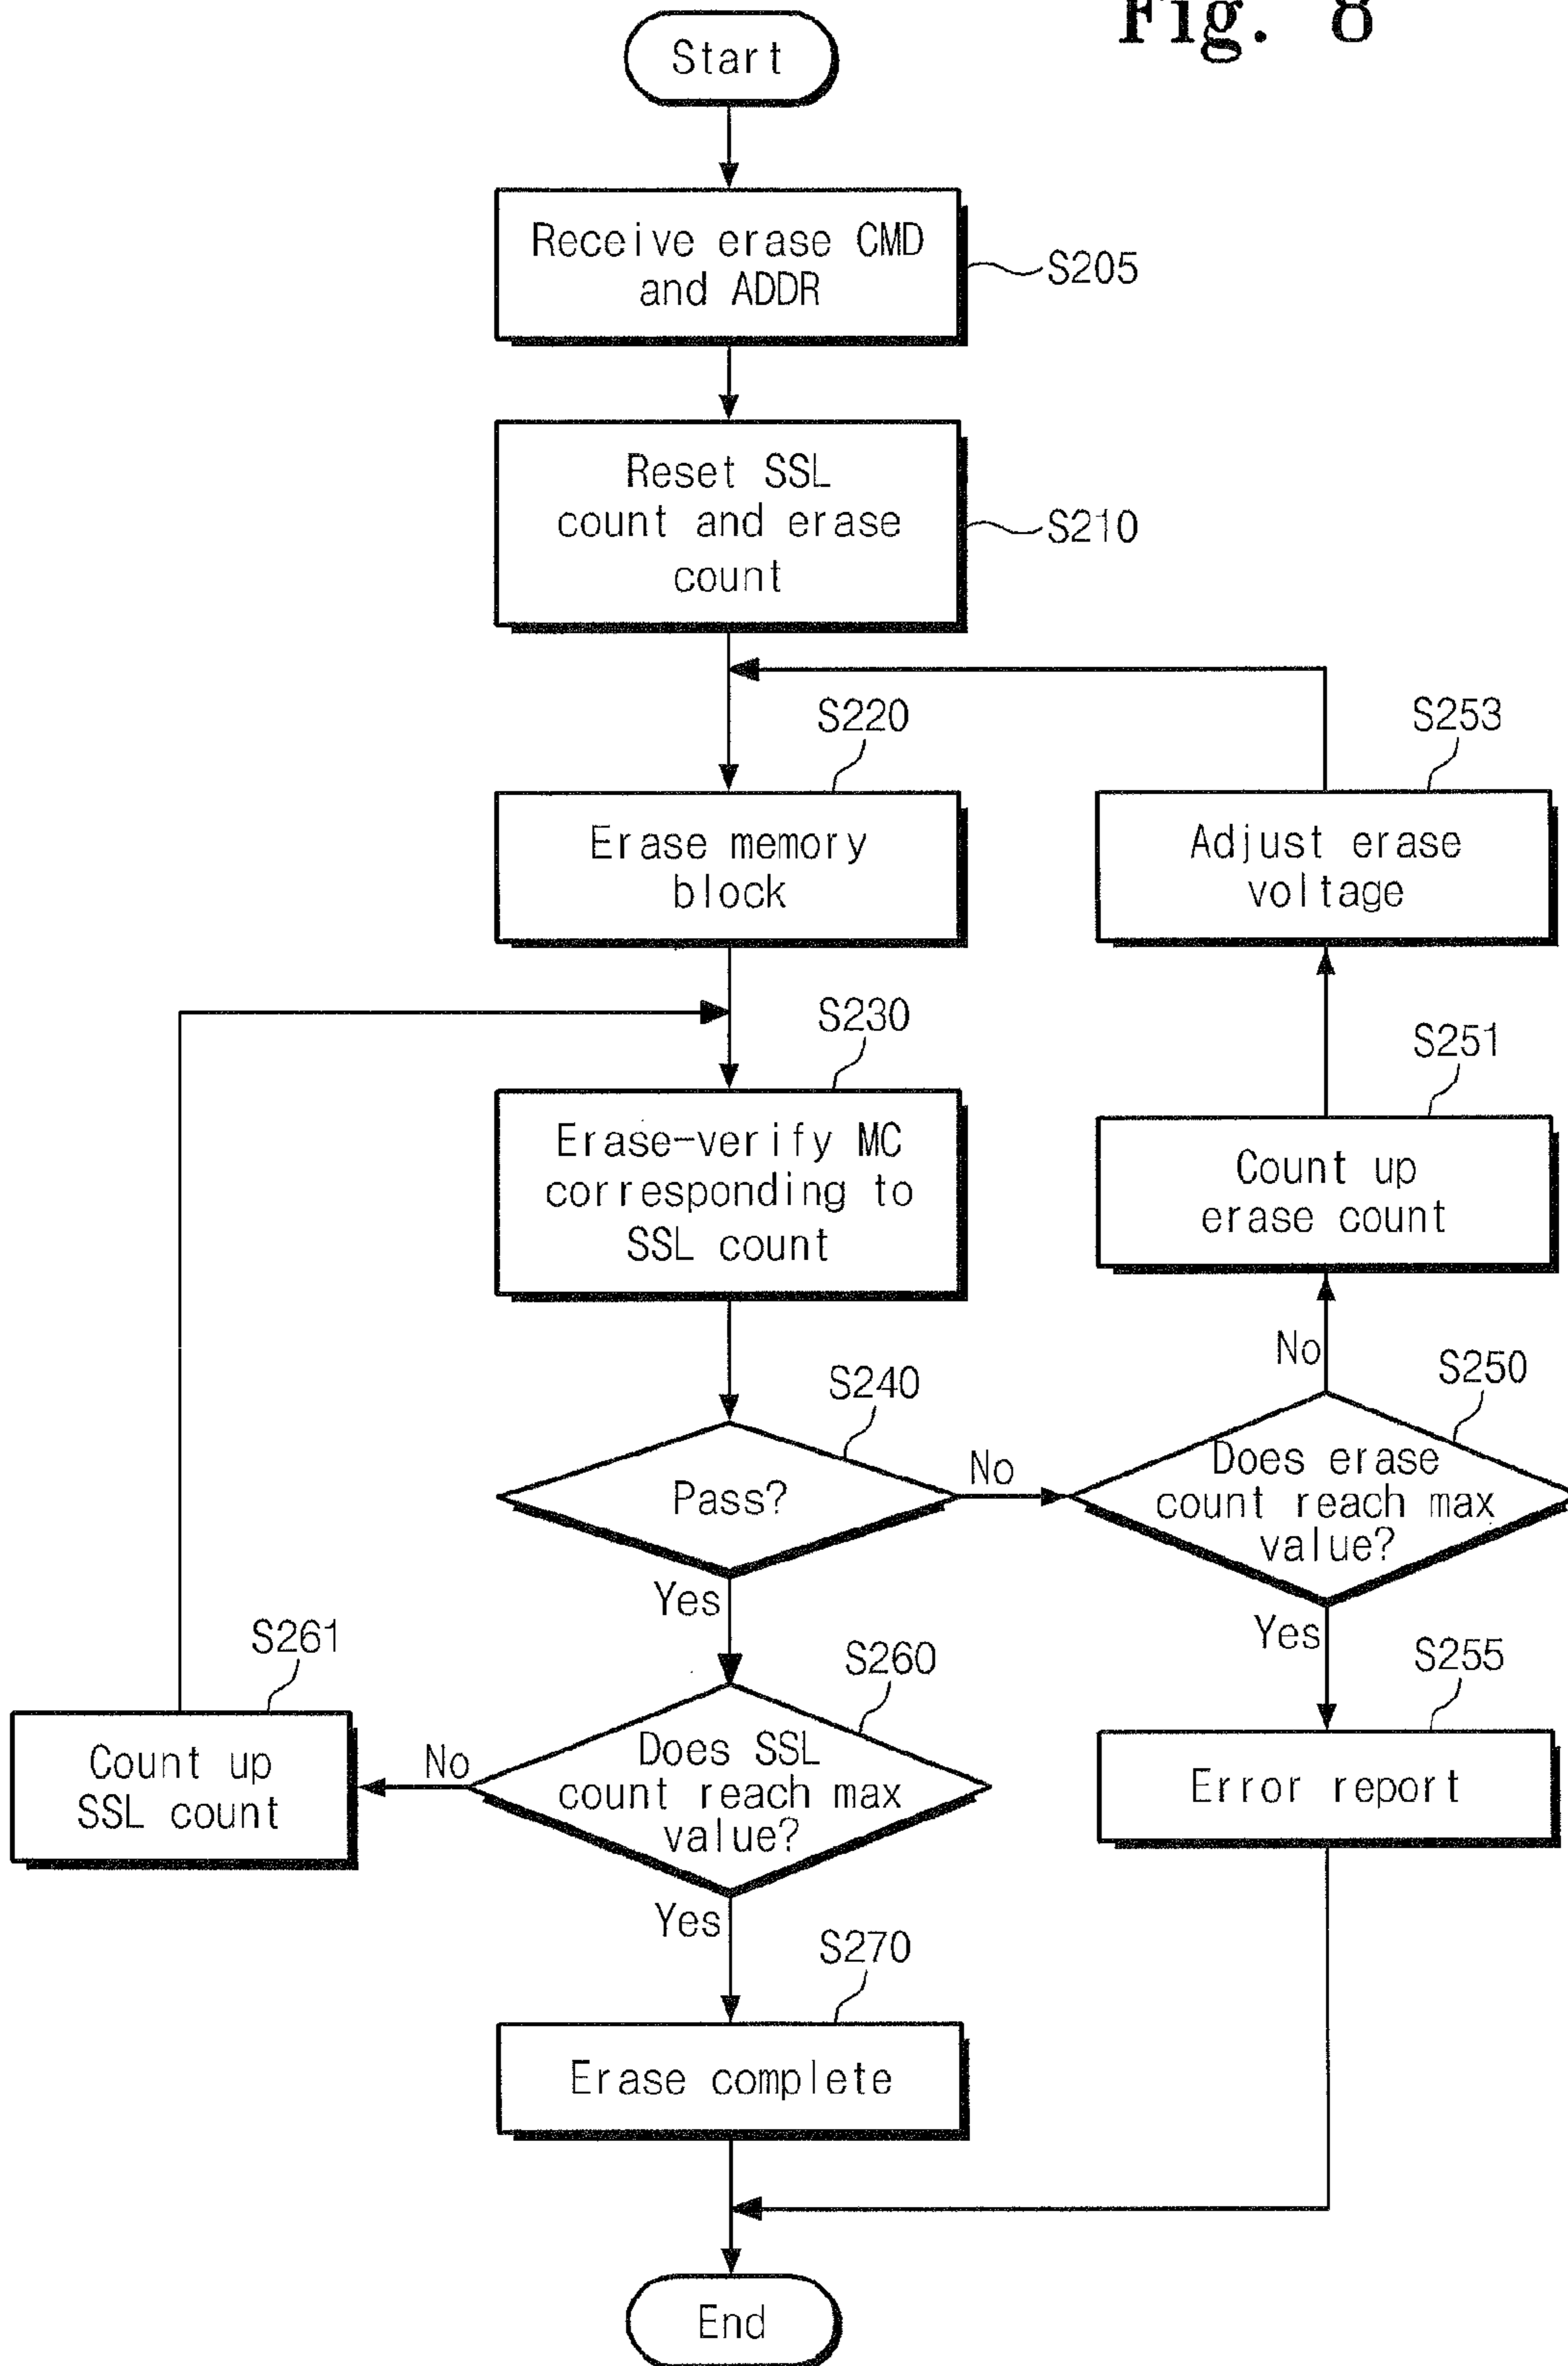 Fig. 8
Start
Receive erase CMD
and ADDR
S205
Reset SSL
count and erase
count
S210
S220
Erase memory
block
S253
Adjust erase
voltage
S230
Erase-verify MC
corresponding to
SSL count
S251
Count up
erase count
No
S240
Pass?
No
S250
Does erase
count reach max
value?
Yes
Yes
S261
Count up
SSL count
No
S260
Does SSL
count reach max
value?
S255
Error report
Yes
S270
Erase complete
End